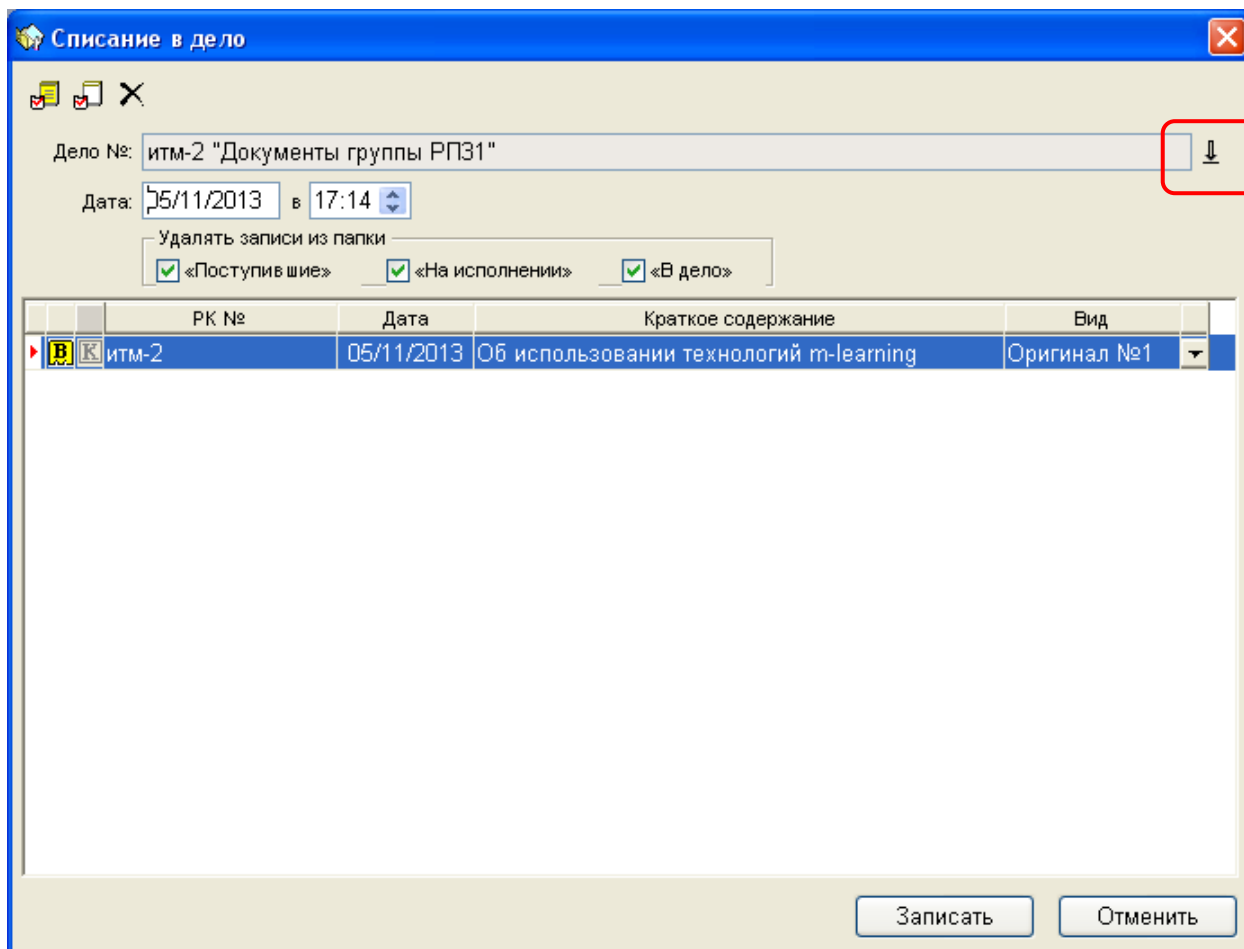 Списание в дело
Дело №: итм-2 "Документы группы РП31"
Дата: 05/11/2013 в 17:14
Удалять записи из папки
«Поступившие» «На исполнении» «В дело»
РК № Дата Краткое содержание Вид
В К итм-2 05/11/2013 Об использовании технологий m-learning Оригинал №1
Записать Отменить